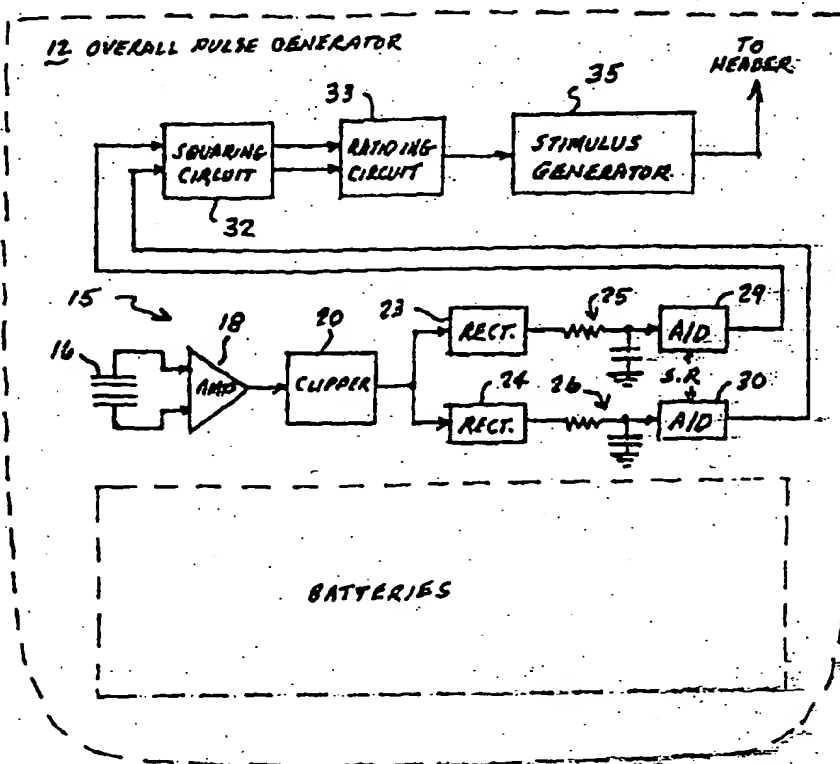 12 OVERALL PULSE GENERATOR
TO
HEADER
33
35
SQUARING
CIRCUIT
RATIOING
CIRCUIT
STIMULUS
GENERATOR
32
15
16
18
20
23
25
29
AMP
CLIPPER
RECT.
A/D
S.R
24
26
30
RECT.
A/D
BATTERIES